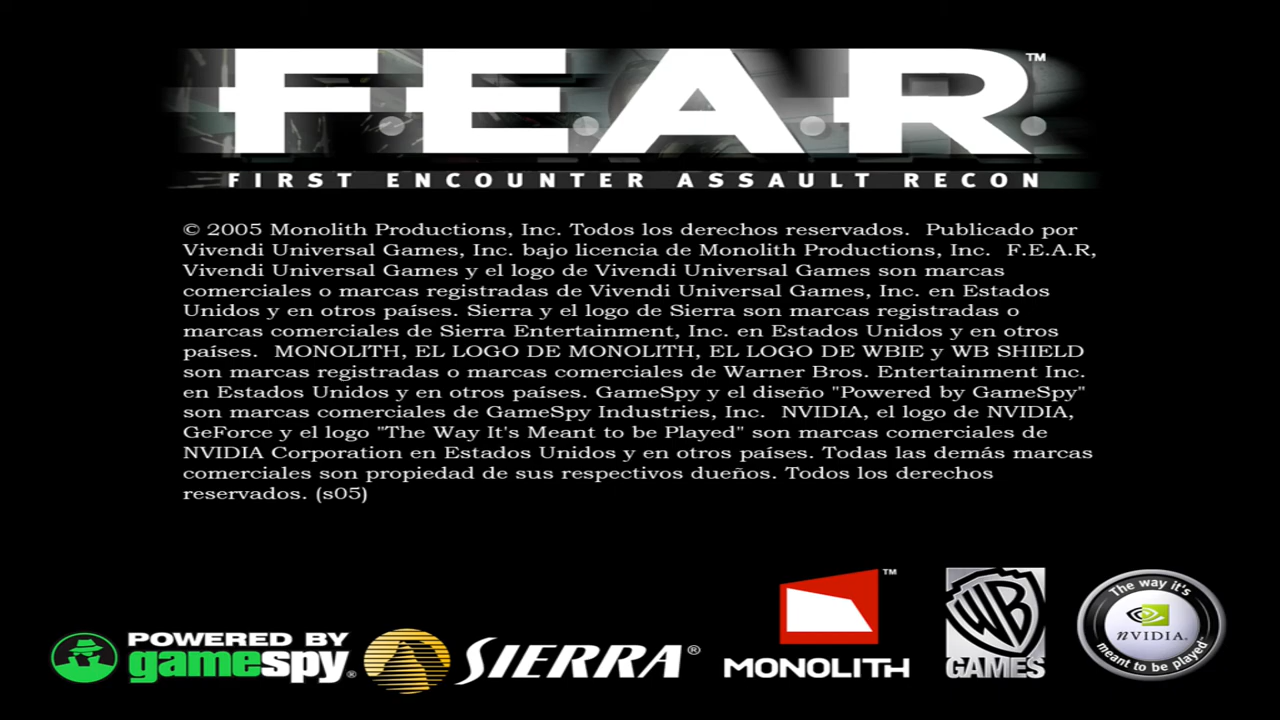 F.E.A.R.™
FIRST ENCOUNTER ASSAULT RECON
© 2005 Monolith Productions, Inc. Todos los derechos reservados.  Publicado por
Vivendi Universal Games, Inc. bajo licencia de Monolith Productions, Inc.  F.E.A.R,
Vivendi Universal Games y el logo de Vivendi Universal Games son marcas
comerciales o marcas registradas de Vivendi Universal Games, Inc. en Estados
Unidos y en otros países. Sierra y el logo de Sierra son marcas registradas o
marcas comerciales de Sierra Entertainment, Inc. en Estados Unidos y en otros
países.  MONOLITH, EL LOGO DE MONOLITH, EL LOGO DE WBIE y WB SHIELD
son marcas registradas o marcas comerciales de Warner Bros. Entertainment Inc.
en Estados Unidos y en otros países. GameSpy y el diseño "Powered by GameSpy"
son marcas comerciales de GameSpy Industries, Inc.  NVIDIA, el logo de NVIDIA,
GeForce y el logo "The Way It's Meant to be Played" son marcas comerciales de
NVIDIA Corporation en Estados Unidos y en otros países. Todas las demás marcas
comerciales son propiedad de sus respectivos dueños. Todos los derechos
reservados. (s05)
POWERED BY
gamespy®
SIERRA®
™
MONOLITH
WB
GAMES
The way it's
nVIDIA.
meant to be played